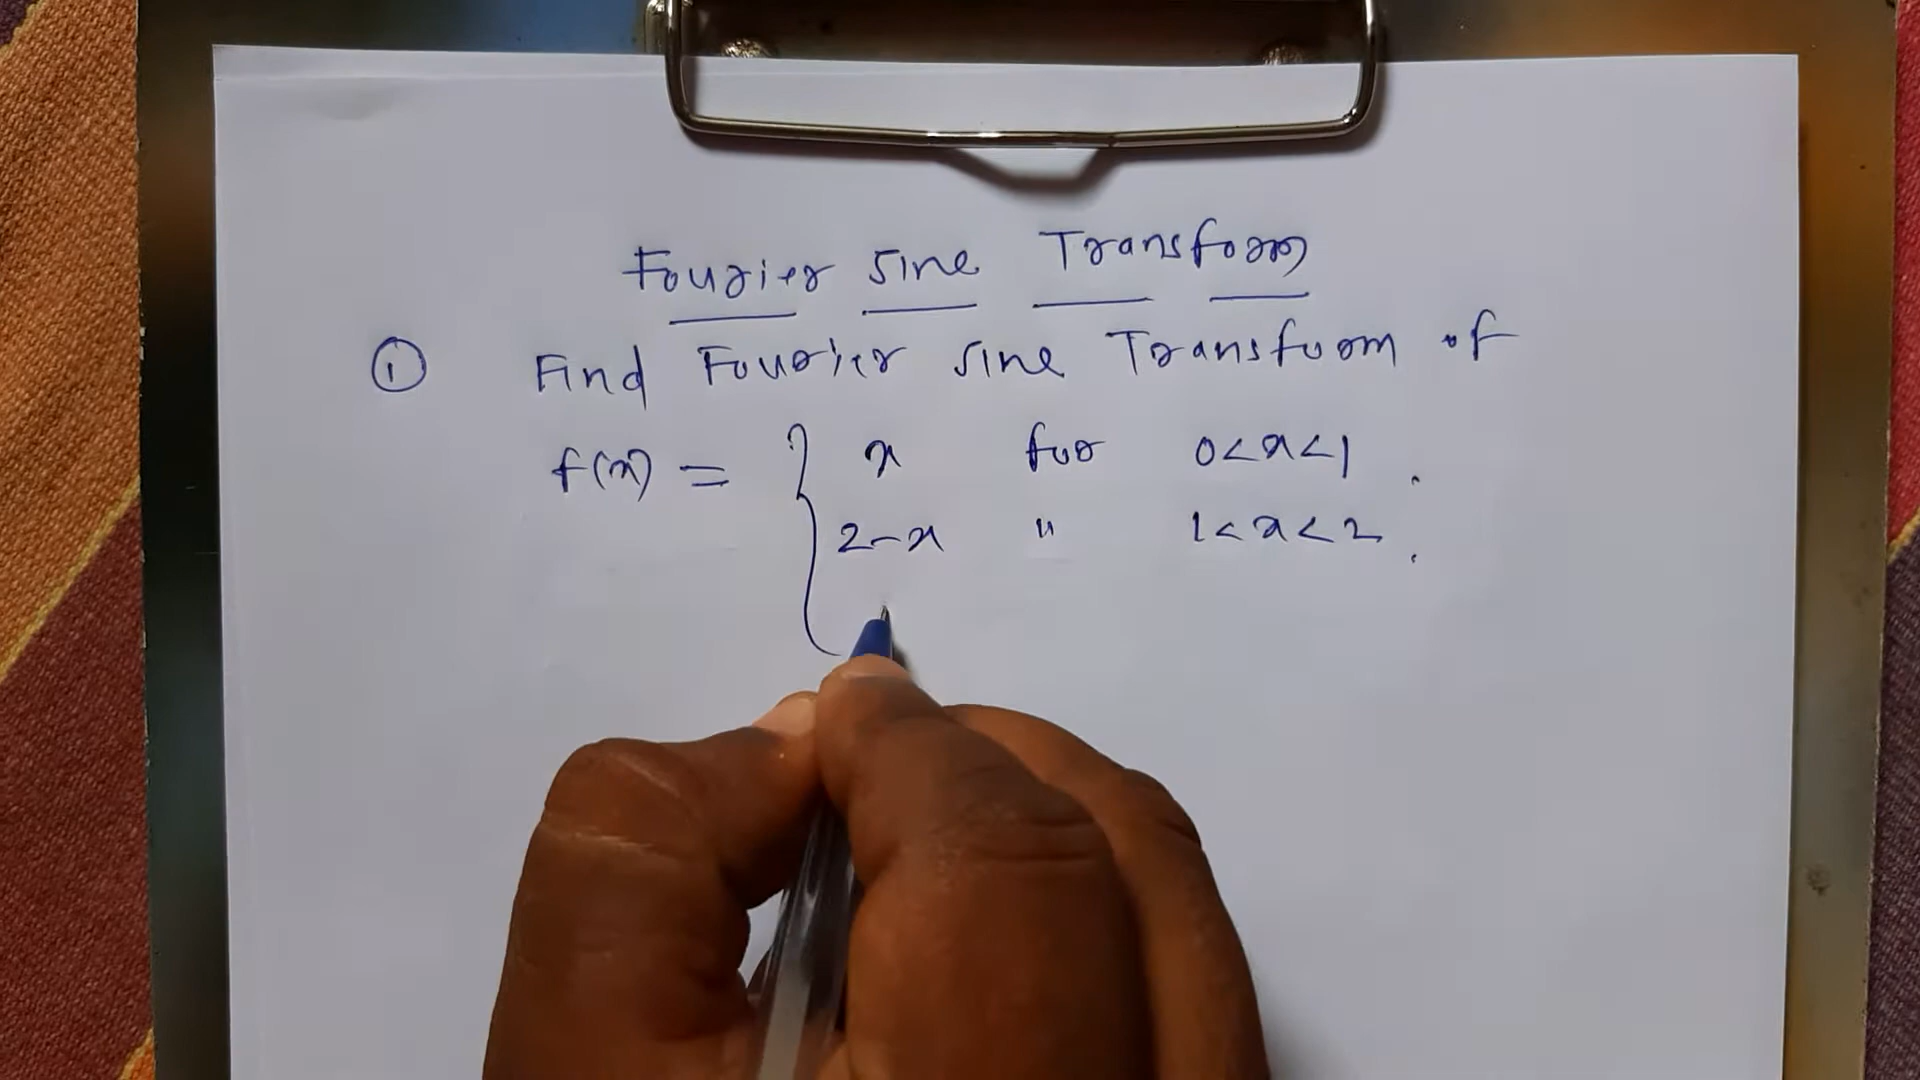 Fourier Sine Transform
① Find Fourier Sine Transform of
f(x) = { x for 0<x<1
2-x " 1<x<2